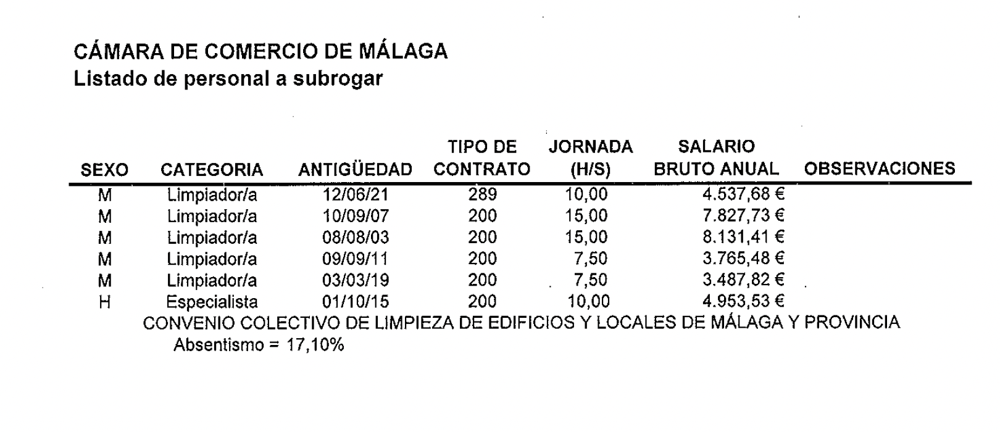 CÁMARA DE COMERCIO DE MÁLAGA
Listado de personal a subrogar
TIPO DE JORNADA SALARIO
SEXO CATEGORIA ANTIGÜEDAD CONTRATO (H/S) BRUTO ANUAL OBSERVACIONES
M Limpiador/a 12/06/21 289 10,00 4.537,68 €
M Limpiador/a 10/09/07 200 15,00 7.827,73 €
M Limpiador/a 08/08/03 200 15,00 8.131,41 €
M Limpiador/a 09/09/11 200 7,50 3.765,48 €
M Limpiador/a 03/03/19 200 7,50 3.487,82 €
H Especialista 01/10/15 200 10,00 4.953,53 €
CONVENIO COLECTIVO DE LIMPIEZA DE EDIFICIOS Y LOCALES DE MÁLAGA Y PROVINCIA
Absentismo = 17,10%